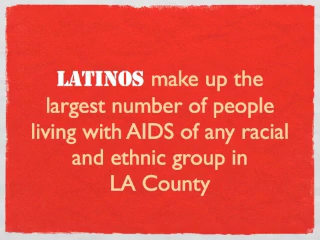 LATINOS make up the
largest number of people
living with AIDS of any racial
and ethnic group in
LA County